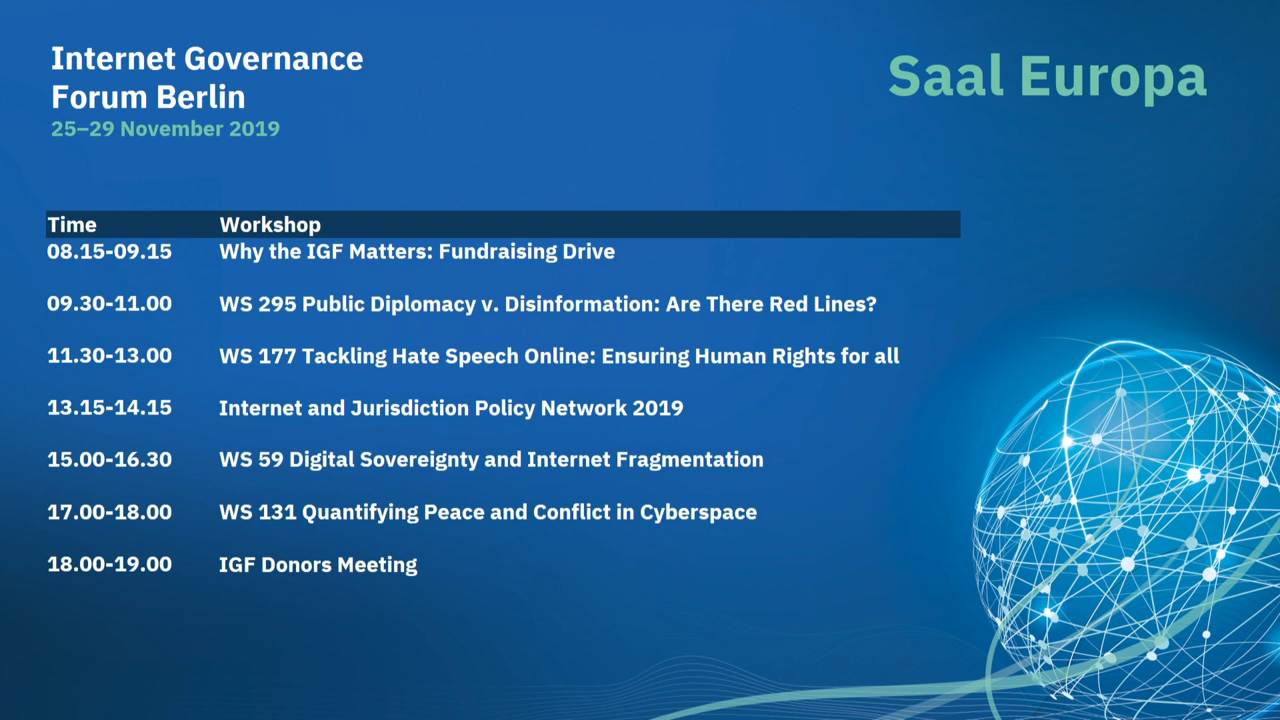 Internet Governance
Forum Berlin
25–29 November 2019
Saal Europa
Time Workshop
08.15-09.15 Why the IGF Matters: Fundraising Drive
09.30-11.00 WS 295 Public Diplomacy v. Disinformation: Are There Red Lines?
11.30-13.00 WS 177 Tackling Hate Speech Online: Ensuring Human Rights for all
13.15-14.15 Internet and Jurisdiction Policy Network 2019
15.00-16.30 WS 59 Digital Sovereignty and Internet Fragmentation
17.00-18.00 WS 131 Quantifying Peace and Conflict in Cyberspace
18.00-19.00 IGF Donors Meeting